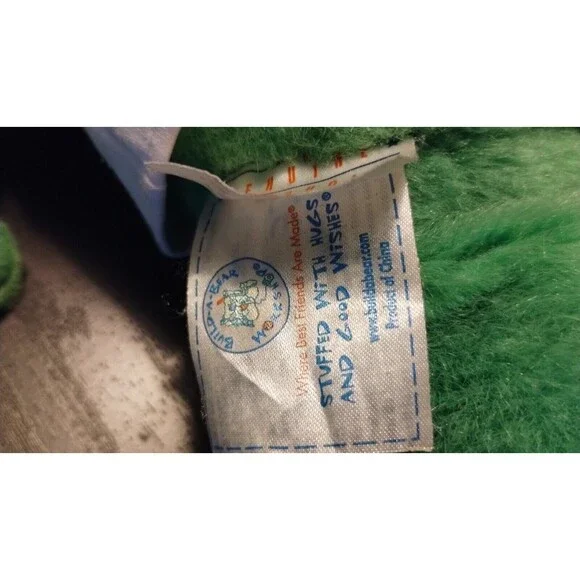 BUILD-A-BEAR
WORKSHOP
Where Best Friends Are Made®
STUFFED WITH HUGS
AND GOOD WISHES®
www.buildabear.com
Product of China